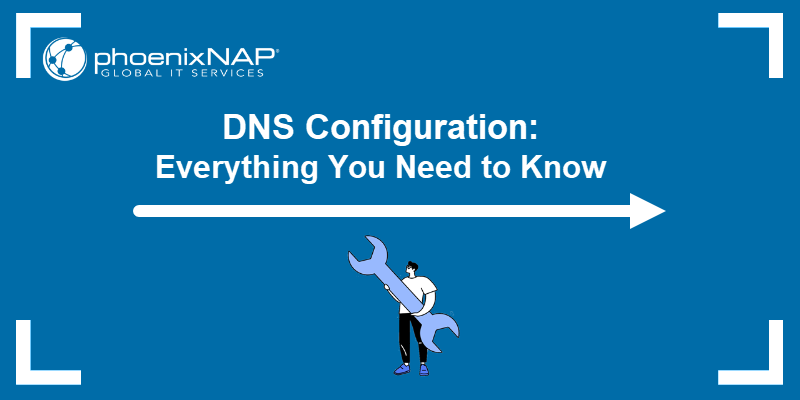 phoenixNAP®
GLOBAL IT SERVICES
DNS Configuration:
Everything You Need to Know